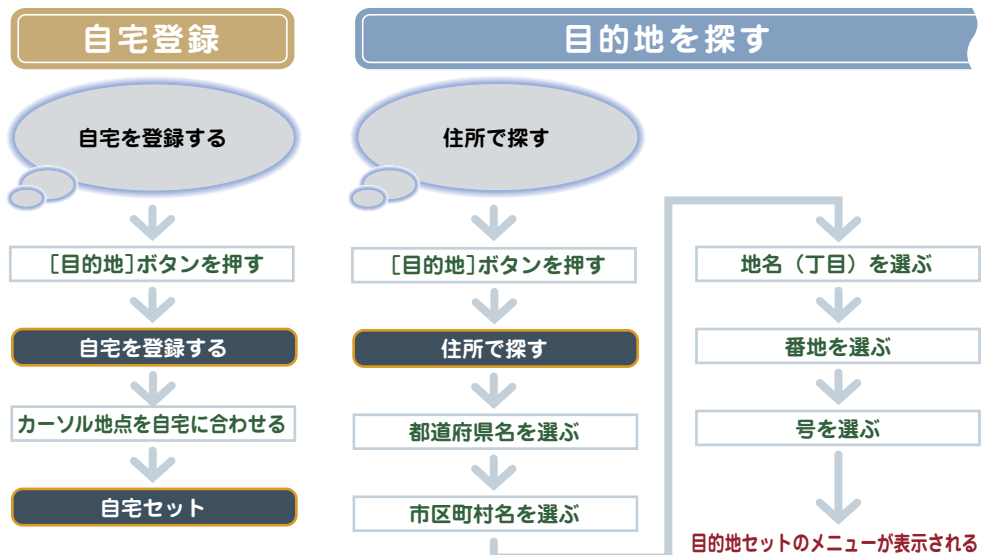 自宅登録
自宅を登録する
[目的地]ボタンを押す
自宅を登録する
カーソル地点を自宅に合わせる
自宅セット
目的地を探す
住所で探す
[目的地]ボタンを押す
住所で探す
都道府県名を選ぶ
市区町村名を選ぶ
地名（丁目）を選ぶ
番地を選ぶ
号を選ぶ
目的地セットのメニューが表示される